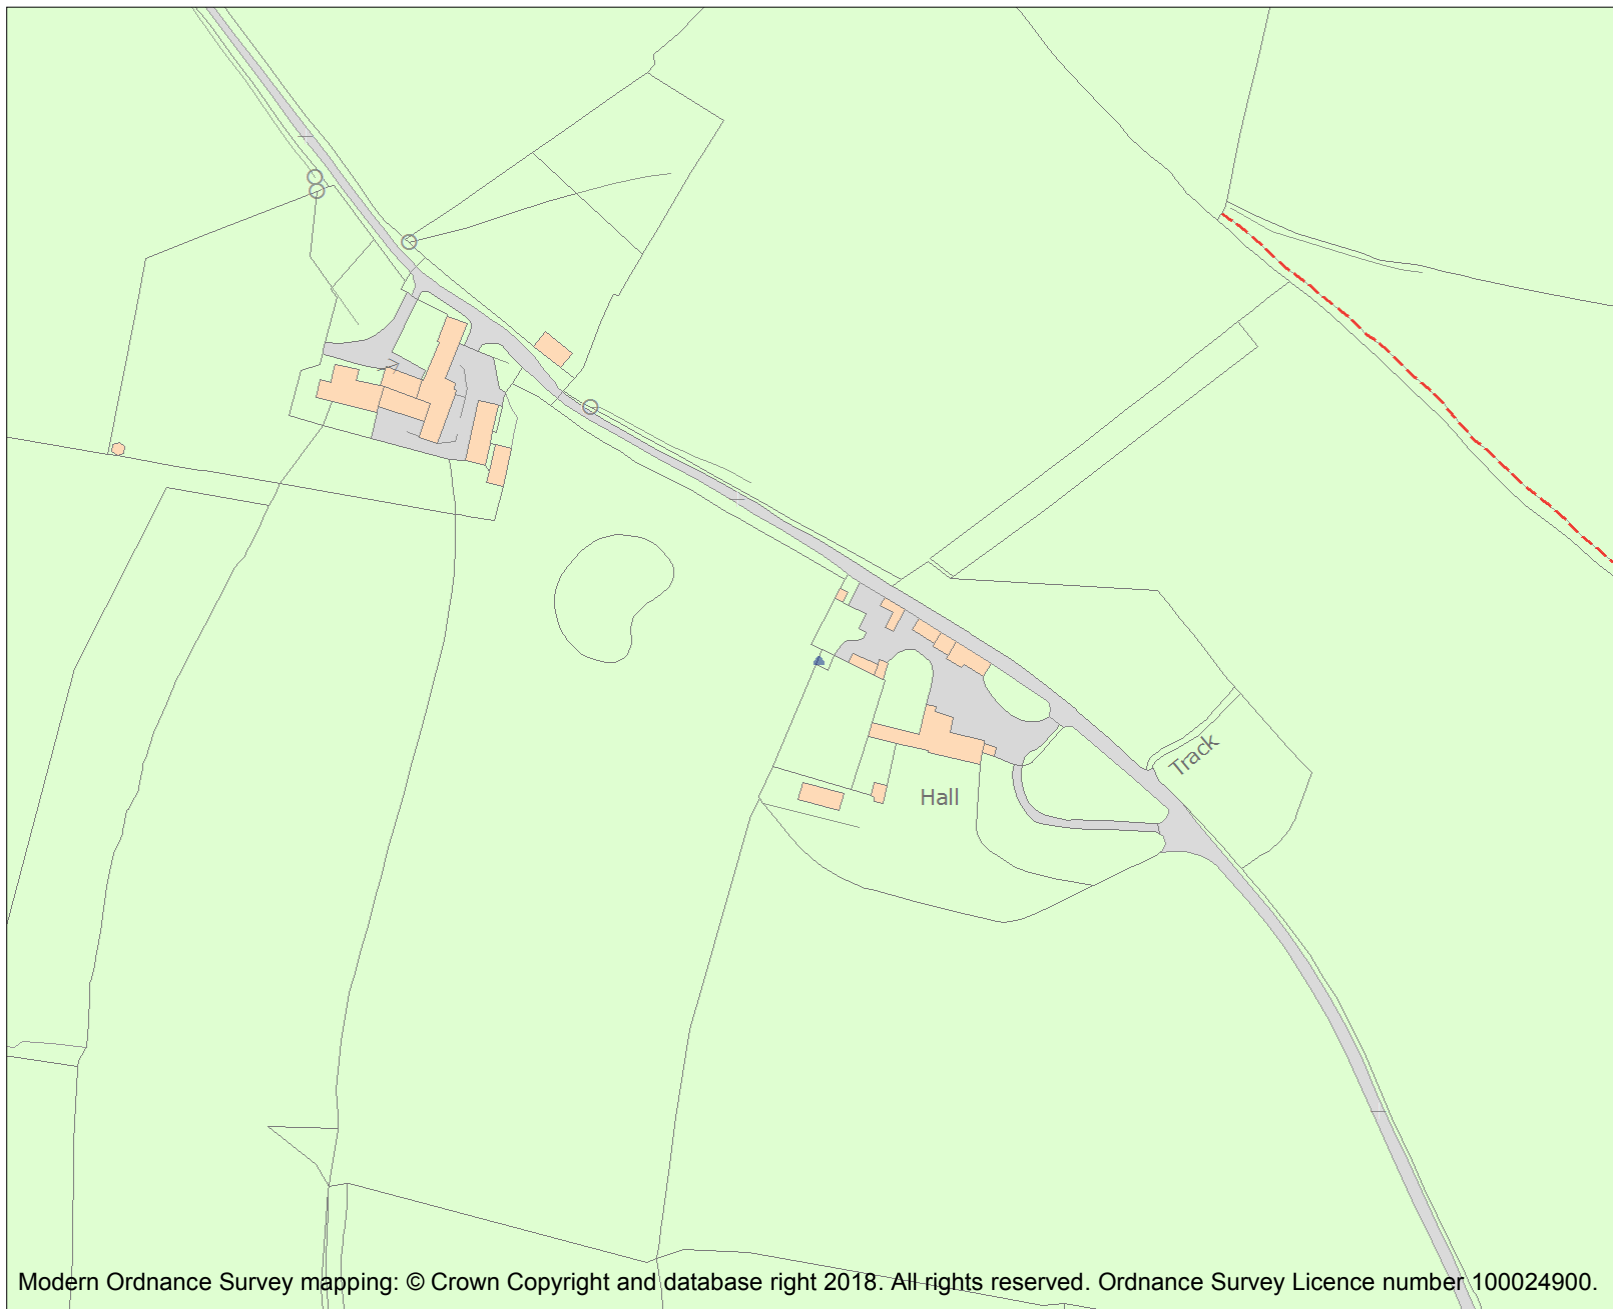 Track
Hall
Modern Ordnance Survey mapping: © Crown Copyright and database right 2018. All rights reserved. Ordnance Survey Licence number 100024900.